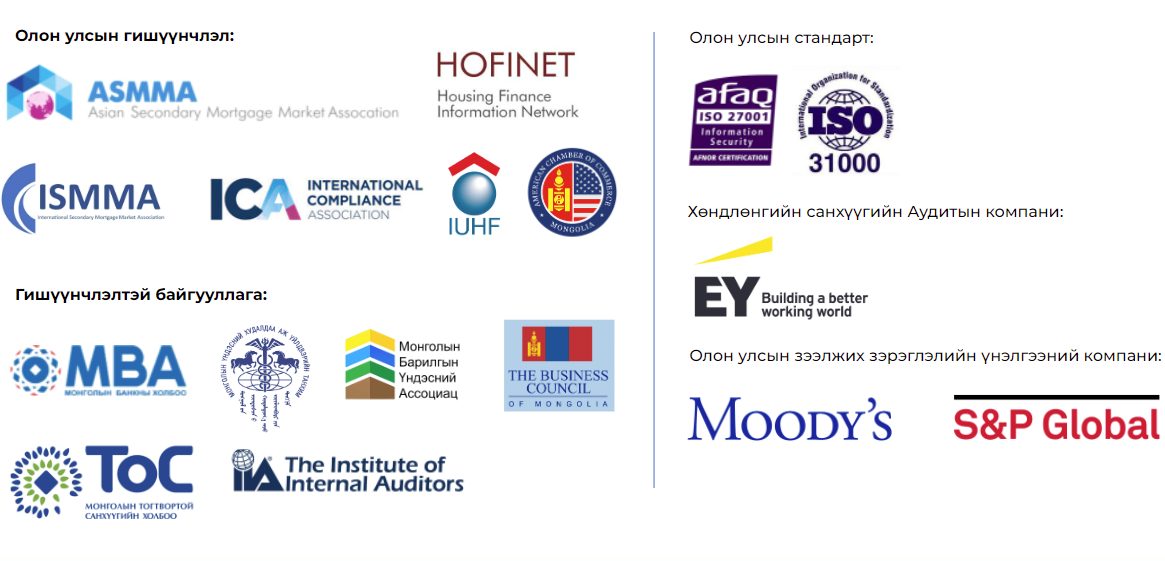 Олон улсын гишүүнчлэл:
ASMMA
Asian Secondary Mortgage Market Assocation
HOFINET
Housing Finance
Information Network
ISMMA
International Secondary Mortgage Market Association
ICA
INTERNATIONAL
COMPLIANCE
ASSOCIATION
IUHF
AMERICAN CHAMBER OF COMMERCE
MONGOLIA
Гишүүнчлэлтэй байгууллага:
MBA
МОНГОЛЫН БАНКНЫ ХОЛБОО
МОНГОЛЫН ҮНДЭСНИЙ ХУДАЛДАА АЖ ҮЙЛДВЭРИЙН ТАНХИМ
Монголын
Барилгын
Үндэсний
Ассоциац
THE BUSINESS
COUNCIL
OF MONGOLIA
ToC
МОНГОЛЫН ТОГТВОРТОЙ
САНХҮҮГИЙН ХОЛБОО
IIA
The Institute of
Internal Auditors
Олон улсын стандарт:
afaq
ISO 27001
Information
Security
AFNOR CERTIFICATION
International Organization for Standardization
ISO
31000
Хөндлөнгийн санхүүгийн Аудитын компани:
EY
Building a better
working world
Олон улсын зээлжих зэрэглэлийн үнэлгээний компани:
MOODY'S
S&P Global